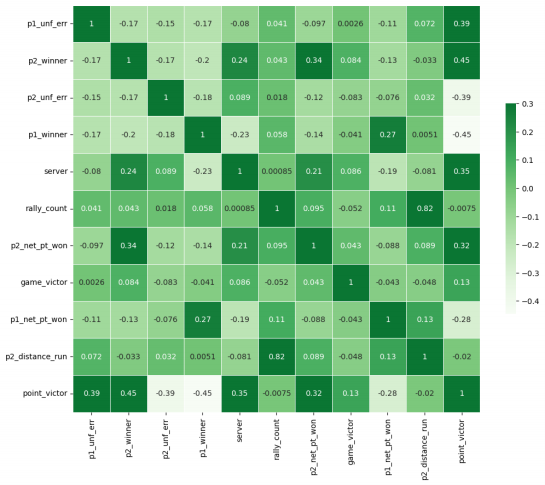 p1_unf_err 1 -0.17 -0.15 -0.17 -0.08 0.041 -0.097 0.0026 -0.11 0.072 0.39
p2_winner -0.17 1 -0.17 -0.2 0.24 0.043 0.34 0.084 -0.13 -0.033 0.45
p2_unf_err -0.15 -0.17 1 -0.18 0.089 0.018 -0.12 -0.083 -0.076 0.032 -0.39
p1_winner -0.17 -0.2 -0.18 1 -0.23 0.058 -0.14 -0.041 0.27 0.0051 -0.45
server -0.08 0.24 0.089 -0.23 1 0.00085 0.21 0.086 -0.19 -0.081 0.35
rally_count 0.041 0.043 0.018 0.058 0.00085 1 0.095 -0.052 0.11 0.82 -0.0075
p2_net_pt_won -0.097 0.34 -0.12 -0.14 0.21 0.095 1 0.043 -0.088 0.089 0.32
game_victor 0.0026 0.084 -0.083 -0.041 0.086 -0.052 0.043 1 -0.043 -0.048 0.13
p1_net_pt_won -0.11 -0.13 -0.076 0.27 -0.19 0.11 -0.088 -0.043 1 0.13 -0.28
p2_distance_run 0.072 -0.033 0.032 0.0051 -0.081 0.82 0.089 -0.048 0.13 1 -0.02
point_victor 0.39 0.45 -0.39 -0.45 0.35 -0.0075 0.32 0.13 -0.28 -0.02 1
p1_unf_err p2_winner p2_unf_err p1_winner server rally_count p2_net_pt_won game_victor p1_net_pt_won p2_distance_run point_victor
0.3
0.2
0.1
0.0
−0.1
−0.2
−0.3
−0.4